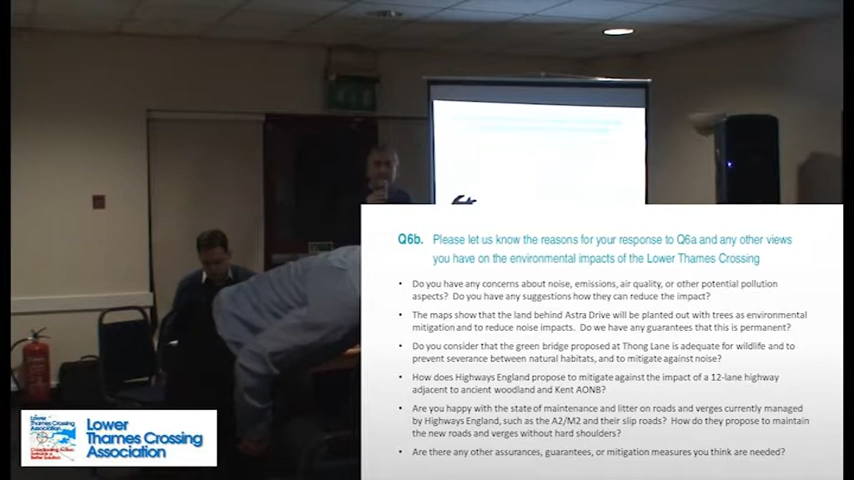 Q6b. Please let us know the reasons for your response to Q6a and any other views
you have on the environmental impacts of the Lower Thames Crossing
• Do you have any concerns about noise, emissions, air quality, or other potential pollution
aspects? Do you have any suggestions how they can reduce the impact?
• The maps show that the land behind Astra Drive will be planted out with trees as environmental
mitigation and to reduce noise impacts. Do we have any guarantees that this is permanent?
• Do you consider that the green bridge proposed at Thong Lane is adequate for wildlife and to
prevent severance between natural habitats, and to mitigate against noise?
• How does Highways England propose to mitigate against the impact of a 12-lane highway
adjacent to ancient woodland and Kent AONB?
• Are you happy with the state of maintenance and litter on roads and verges currently managed
by Highways England, such as the A2/M2 and their slip roads? How do they propose to maintain
the new roads and verges without hard shoulders?
• Are there any other assurances, guarantees, or mitigation measures you think are needed?
Lower
Thames Crossing
Association
Lower
Thames Crossing
Association